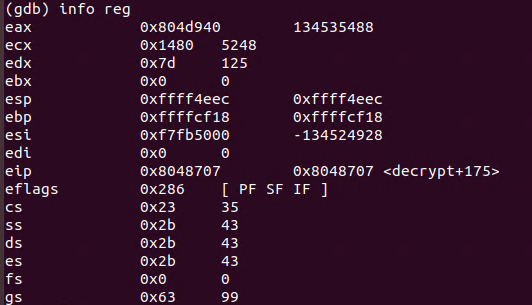 (gdb) info reg
eax 0x804d940 134535488
ecx 0x1480 5248
edx 0x7d 125
ebx 0x0 0
esp 0xffff4eec 0xffff4eec
ebp 0xffffcf18 0xffffcf18
esi 0xf7fb5000 -134524928
edi 0x0 0
eip 0x8048707 0x8048707 <decrypt+175>
eflags 0x286 [ PF SF IF ]
cs 0x23 35
ss 0x2b 43
ds 0x2b 43
es 0x2b 43
fs 0x0 0
gs 0x63 99